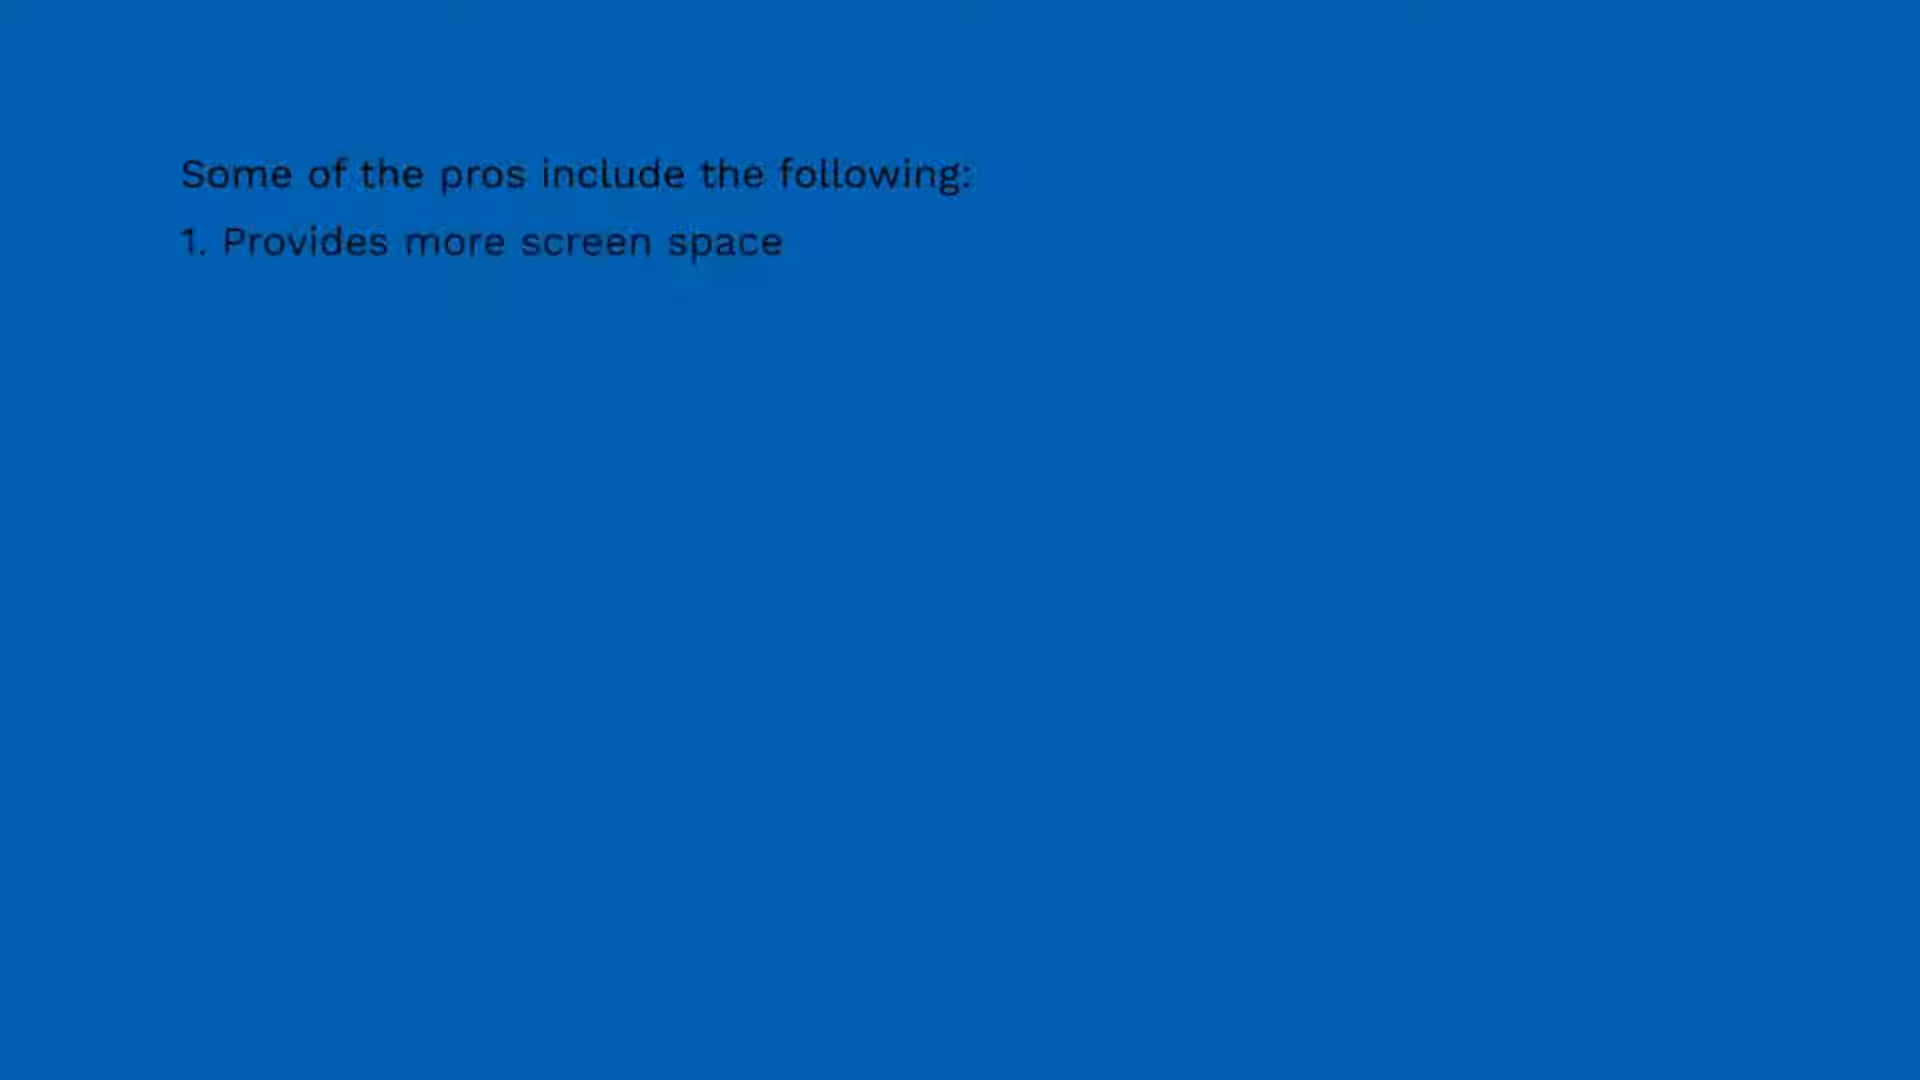 Some of the pros include the following:
1. Provides more screen space